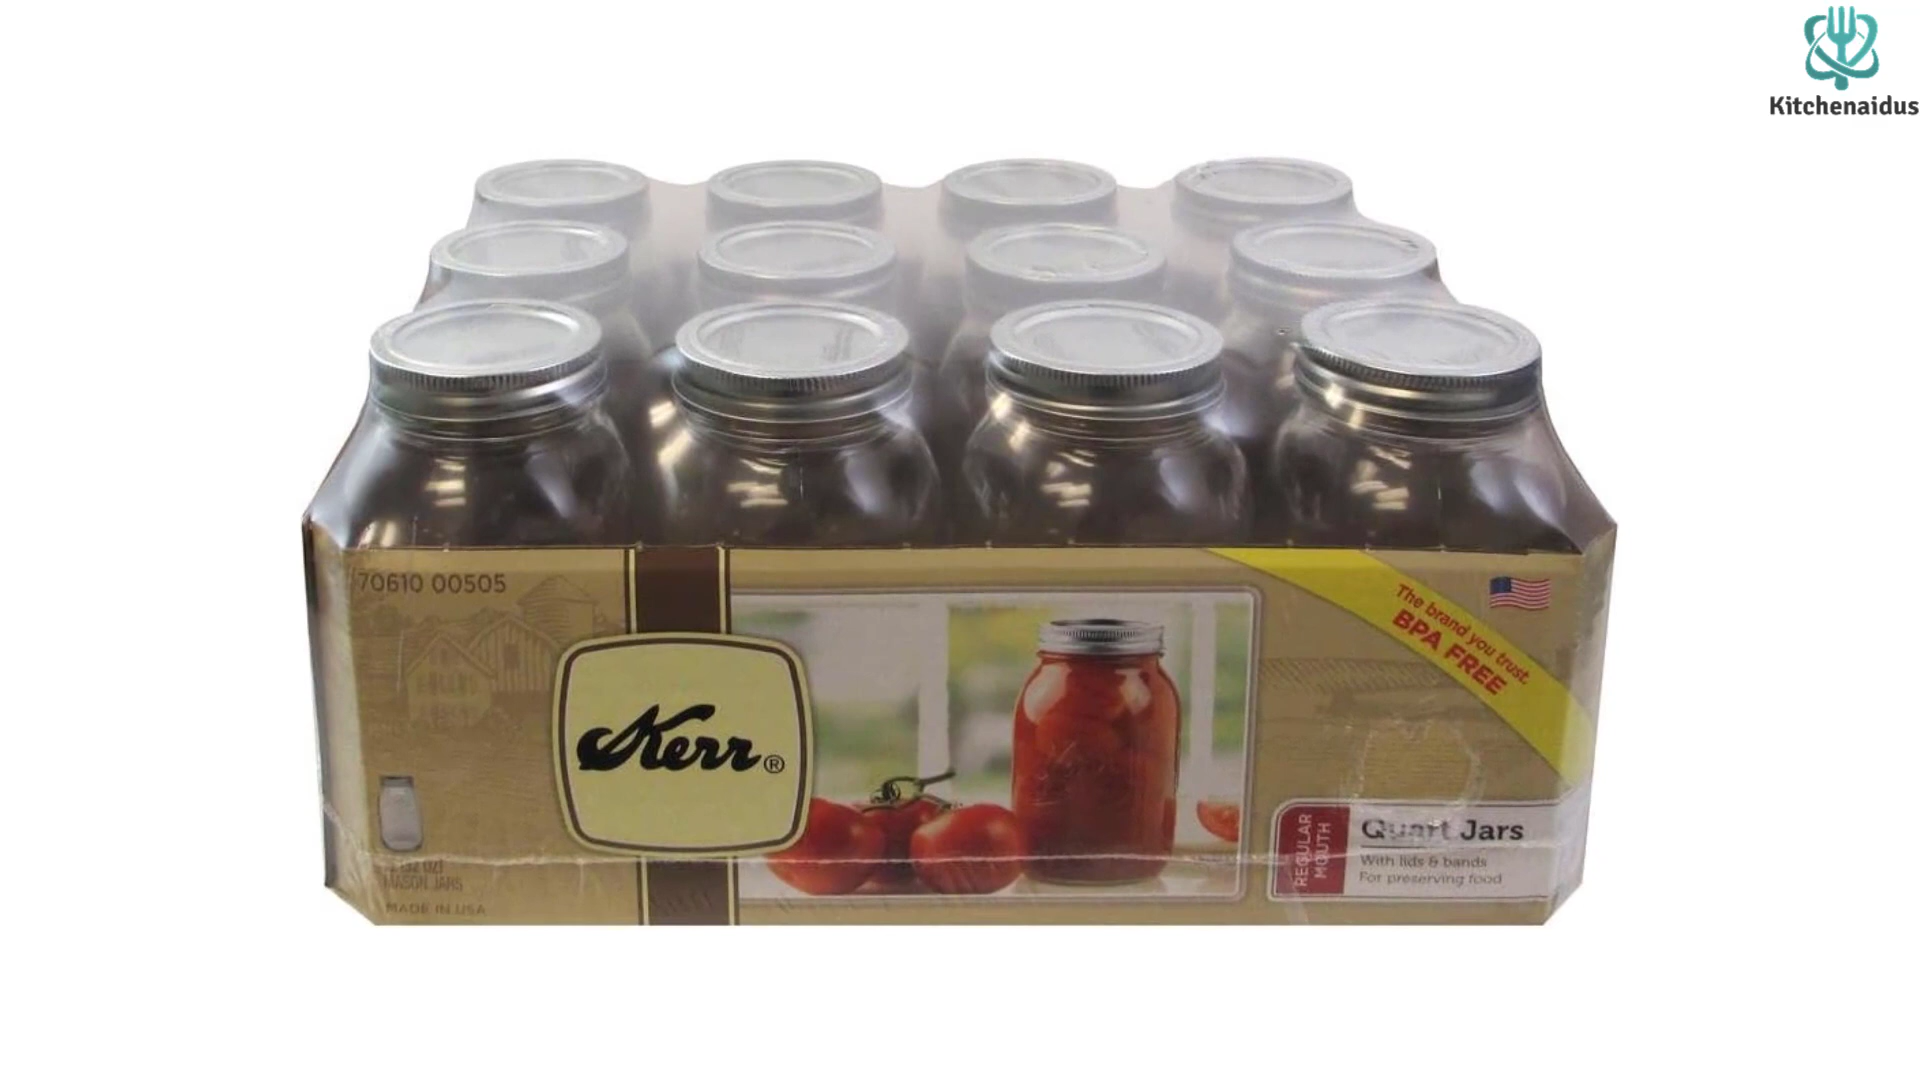 Kitchenaidus
70610 00505
The brand you trust.
BPA FREE
Kerr®
REGULAR
MOUTH
Quart Jars
With lids & bands
For preserving food
MASON JARS
MADE IN USA